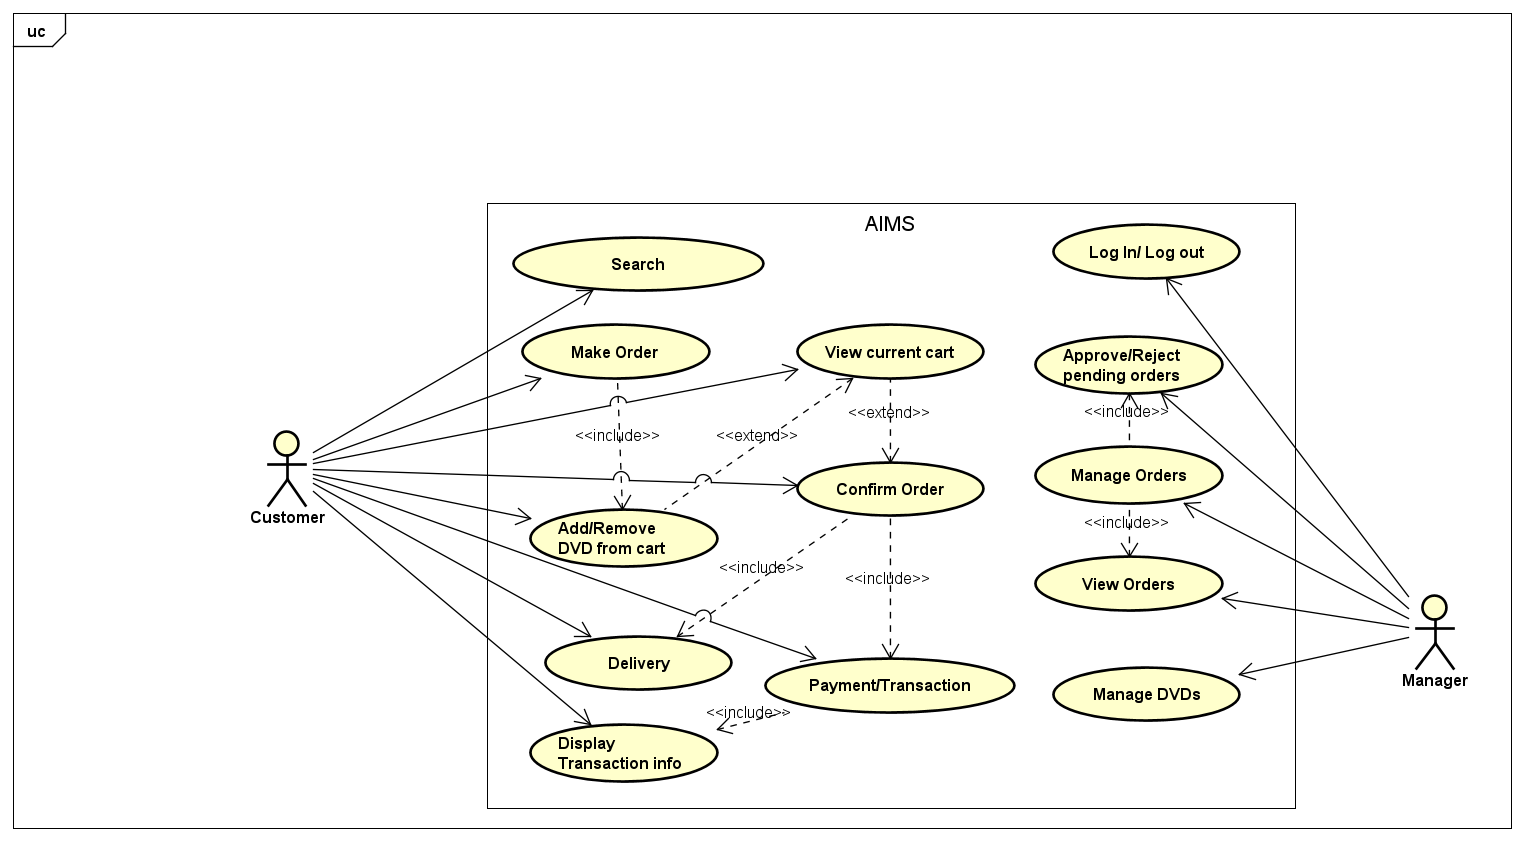 uc
AIMS
Search
Log In/ Log out
Make Order
View current cart
Approve/Reject
pending orders
<<include>>
<<extend>>
<<include>>
<<extend>>
Customer
Confirm Order
Manage Orders
Add/Remove
DVD from cart
<<include>>
<<include>>
<<include>>
View Orders
Delivery
Payment/Transaction
Manage DVDs
Manager
<<include>>
Display
Transaction info